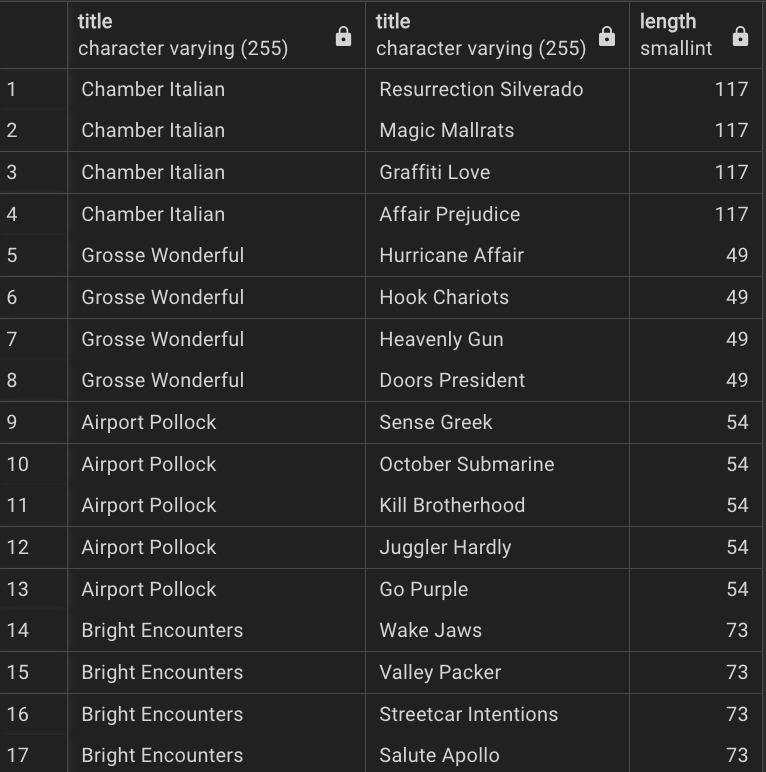 title title length
character varying (255) character varying (255) smallint
1 Chamber Italian Resurrection Silverado 117
2 Chamber Italian Magic Mallrats 117
3 Chamber Italian Graffiti Love 117
4 Chamber Italian Affair Prejudice 117
5 Grosse Wonderful Hurricane Affair 49
6 Grosse Wonderful Hook Chariots 49
7 Grosse Wonderful Heavenly Gun 49
8 Grosse Wonderful Doors President 49
9 Airport Pollock Sense Greek 54
10 Airport Pollock October Submarine 54
11 Airport Pollock Kill Brotherhood 54
12 Airport Pollock Juggler Hardly 54
13 Airport Pollock Go Purple 54
14 Bright Encounters Wake Jaws 73
15 Bright Encounters Valley Packer 73
16 Bright Encounters Streetcar Intentions 73
17 Bright Encounters Salute Apollo 73